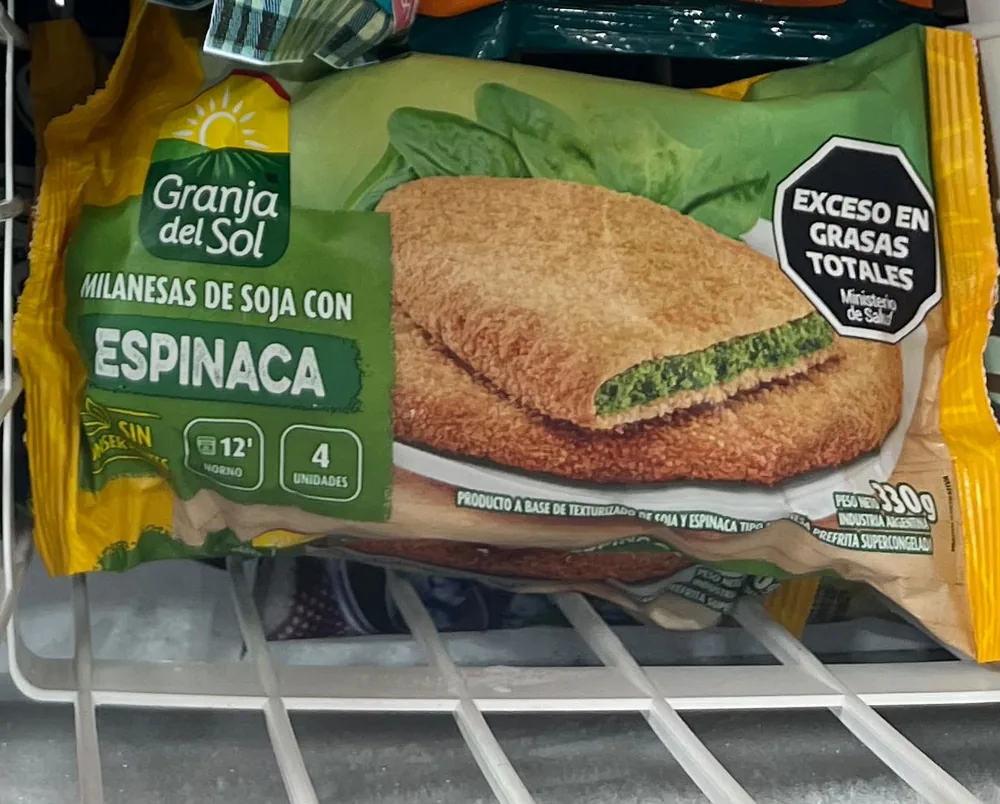 Granja
del Sol
MILANESAS DE SOJA CON
ESPINACA
SIN
12'
HORNO
4
UNIDADES
EXCESO EN
GRASAS
TOTALES
Ministerio
de Salud
PRODUCTO A BASE DE TEXTURIZADO DE SOJA Y ESPINACA TIPO
PREFRITA SUPERCONGELADA
PESO NETO 330g
INDUSTRIA ARGENTINA